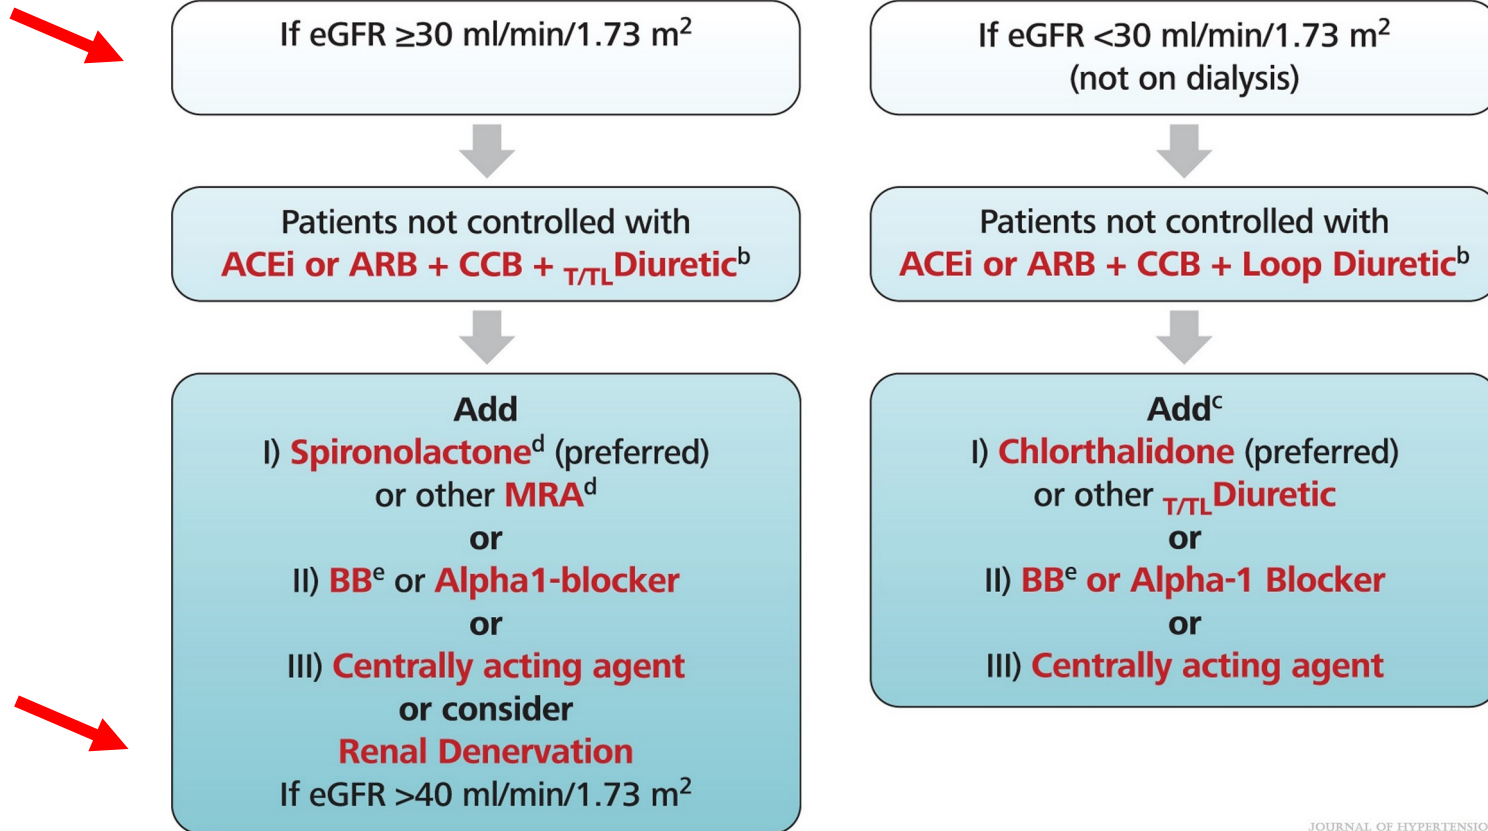 If eGFR ≥30 ml/min/1.73 m²
Patients not controlled with
ACEi or ARB + CCB + T/TLDiureticᵇ
Add
I) Spironolactoneᵈ (preferred)
or other MRAᵈ
or
II) BBᵉ or Alpha1-blocker
or
III) Centrally acting agent
or consider
Renal Denervation
If eGFR >40 ml/min/1.73 m²
If eGFR <30 ml/min/1.73 m²
(not on dialysis)
Patients not controlled with
ACEi or ARB + CCB + Loop Diureticᵇ
Addᶜ
I) Chlorthalidone (preferred)
or other T/TLDiuretic
or
II) BBᵉ or Alpha-1 Blocker
or
III) Centrally acting agent
JOURNAL OF HYPERTENSIO